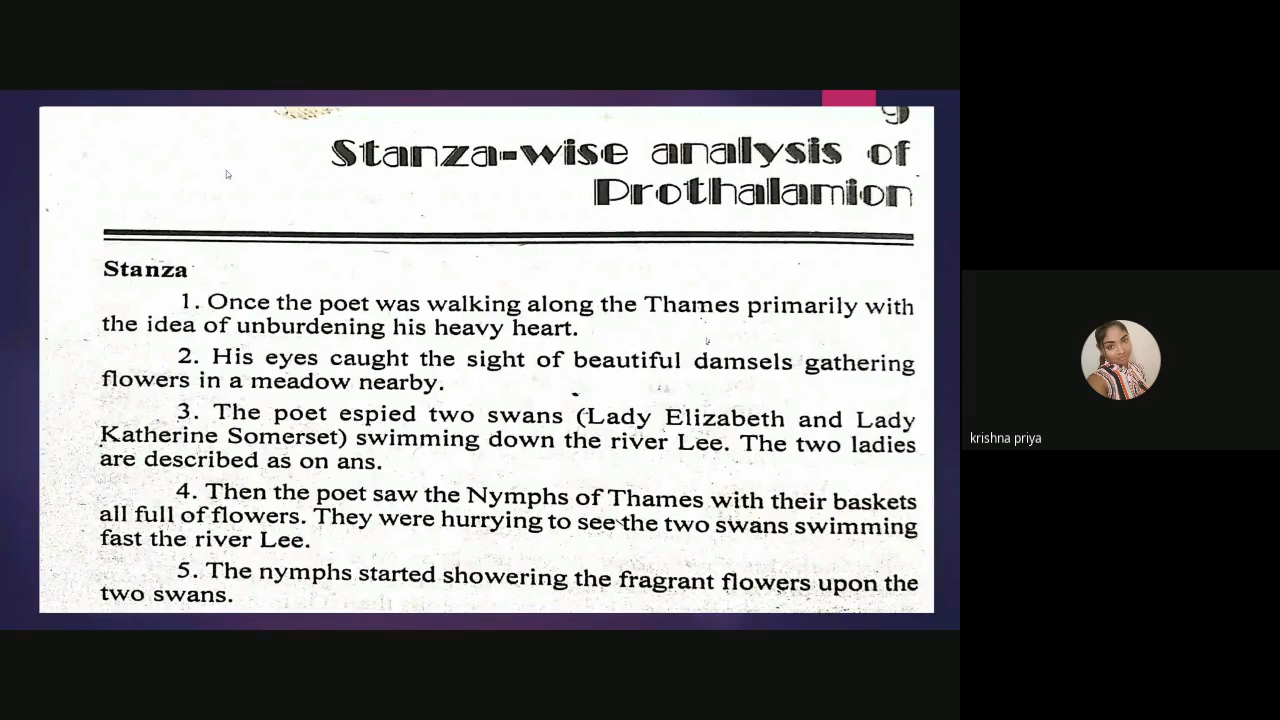 9
Stanza-wise analysis of
Prothalamion
Stanza
1. Once the poet was walking along the Thames primarily with
the idea of unburdening his heavy heart.
2. His eyes caught the sight of beautiful damsels gathering
flowers in a meadow nearby.
3. The poet espied two swans (Lady Elizabeth and Lady
Katherine Somerset) swimming down the river Lee. The two ladies
are described as on ans.
4. Then the poet saw the Nymphs of Thames with their baskets
all full of flowers. They were hurrying to see the two swans swimming
fast the river Lee.
5. The nymphs started showering the fragrant flowers upon the
two swans.
krishna priya